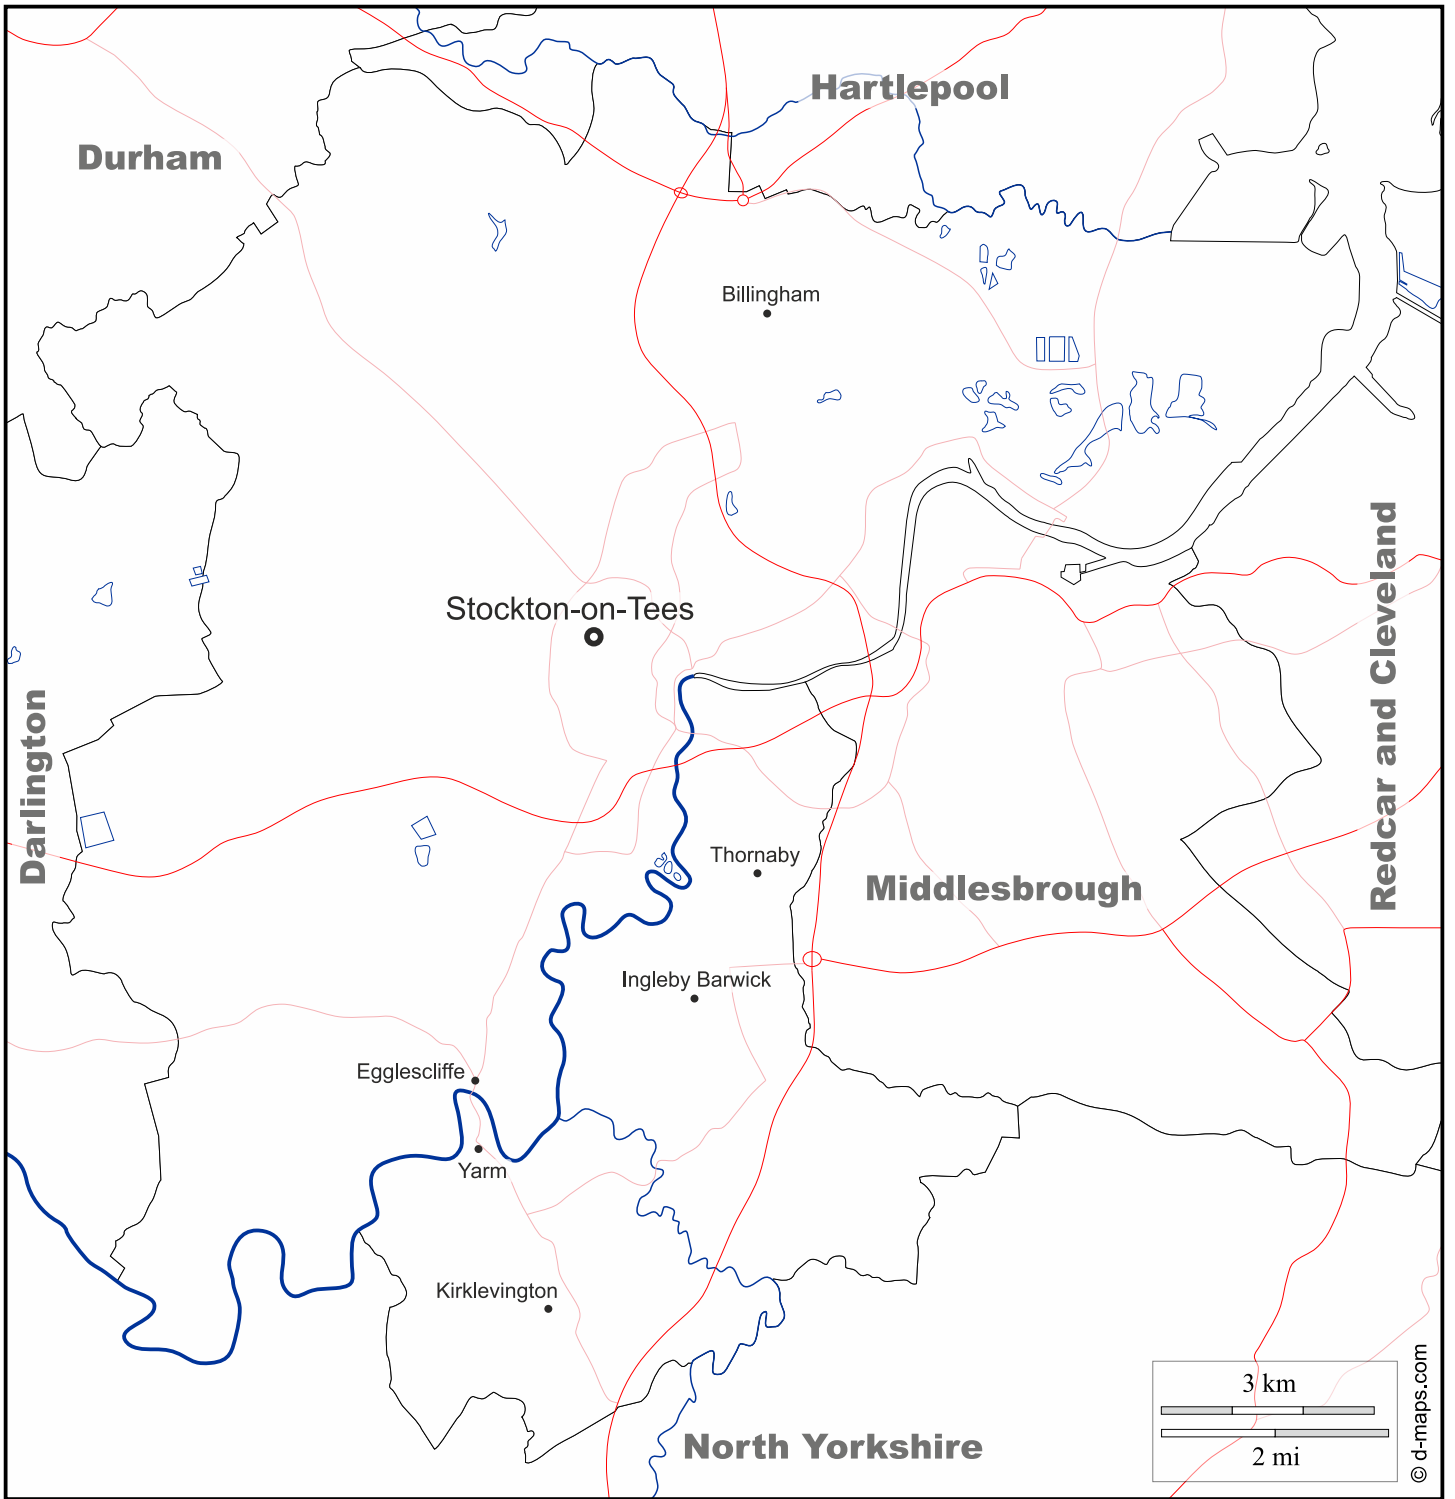 Hartlepool
Durham
Billingham
Stockton-on-Tees
Redcar and Cleveland
Darlington
Thornaby
Middlesbrough
Ingleby Barwick
Egglescliffe
Yarm
Kirklevington
North Yorkshire
3 km
2 mi
© d-maps.com